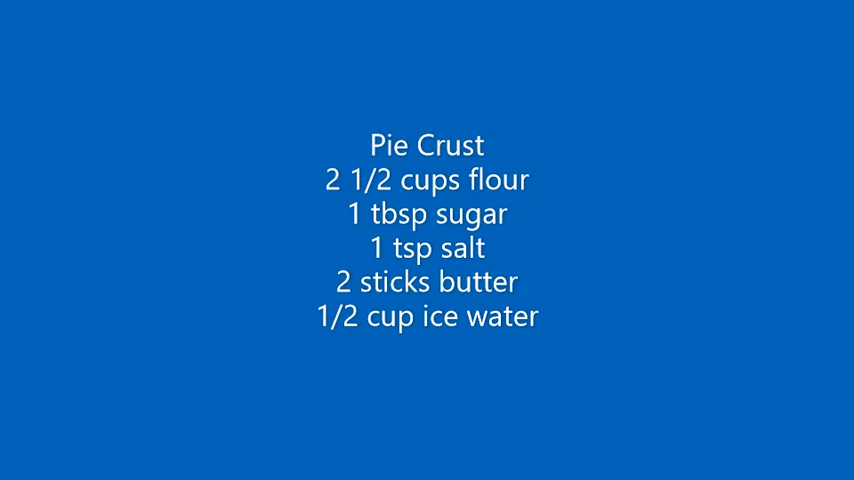 Pie Crust
2 1/2 cups flour
1 tbsp sugar
1 tsp salt
2 sticks butter
1/2 cup ice water